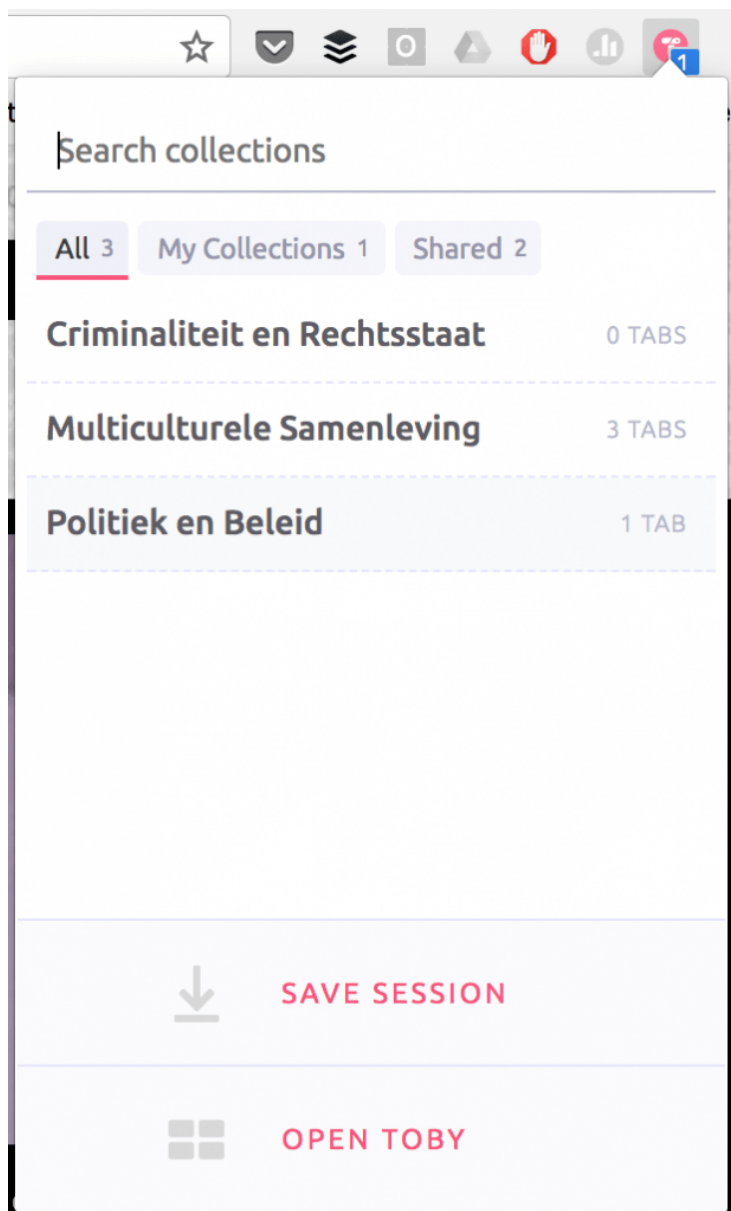 1
Search collections
All 3 My Collections 1 Shared 2
Criminaliteit en Rechtsstaat 0 TABS
Multiculturele Samenleving 3 TABS
Politiek en Beleid 1 TAB
SAVE SESSION
OPEN TOBY